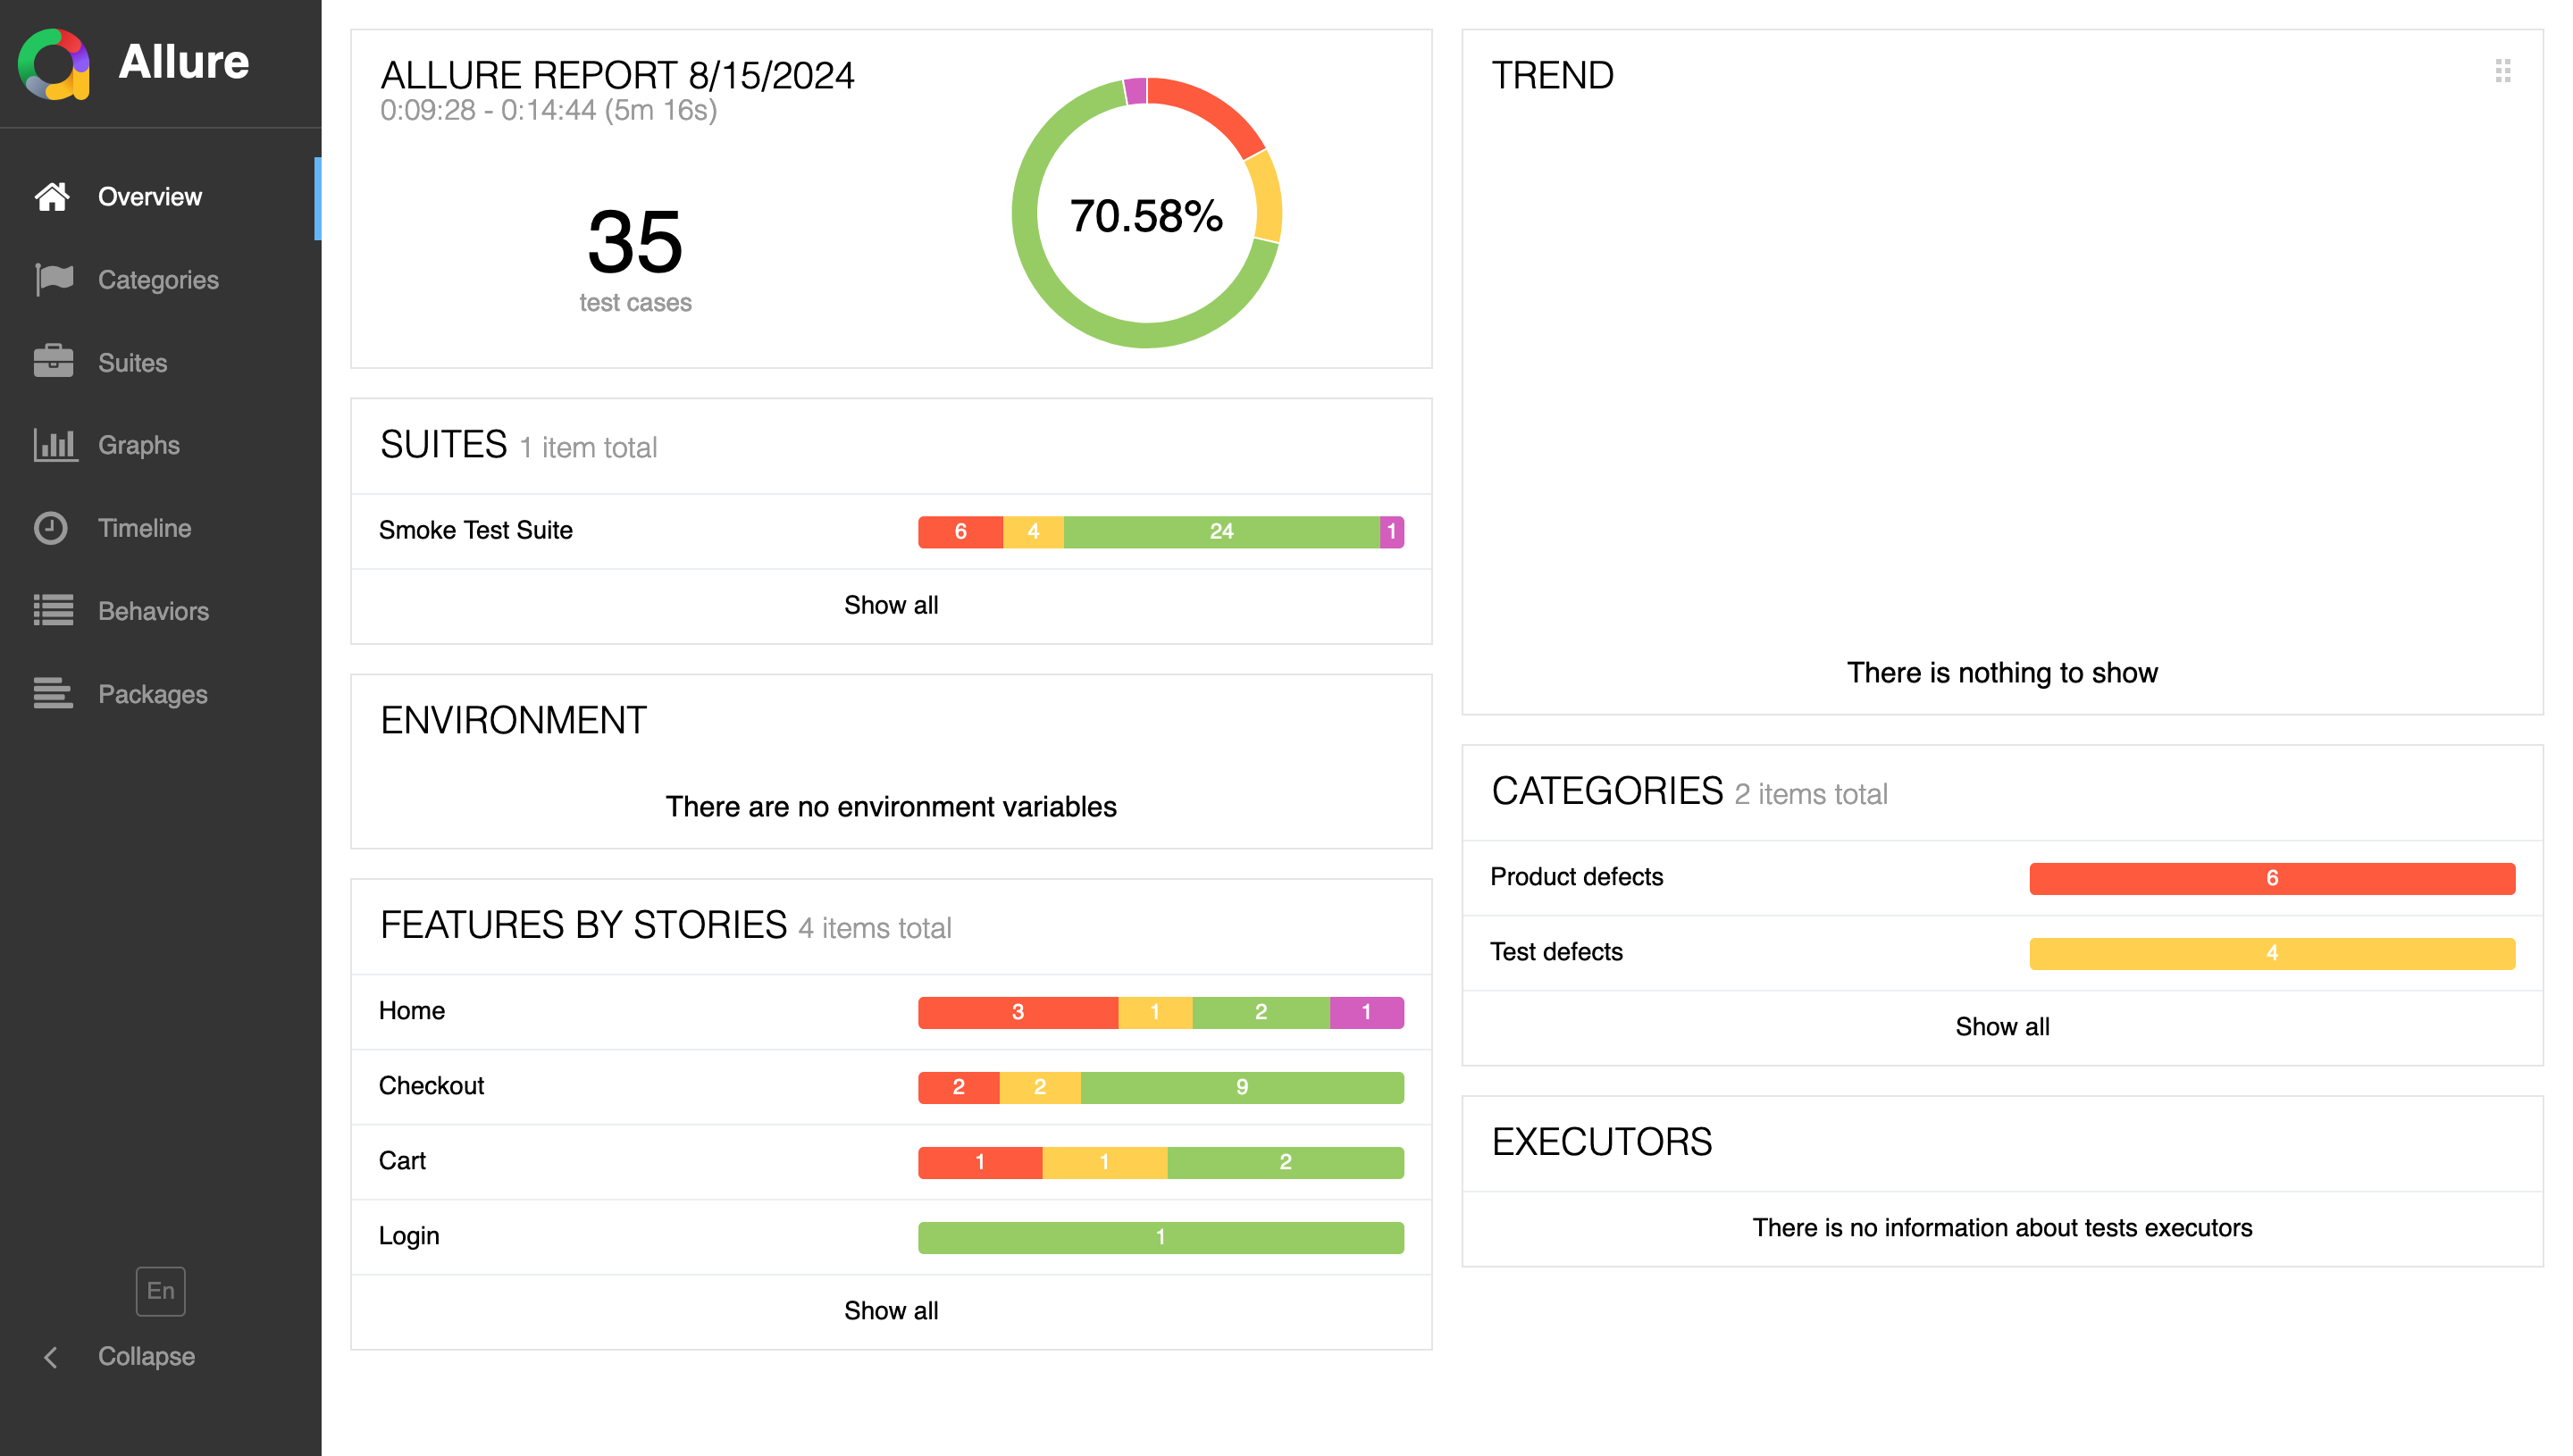 Allure
Overview
Categories
Suites
Graphs
Timeline
Behaviors
Packages
En
Collapse
ALLURE REPORT 8/15/2024
0:09:28 - 0:14:44 (5m 16s)
35
test cases
70.58%
SUITES 1 item total
Smoke Test Suite 6 4 24 1
Show all
ENVIRONMENT
There are no environment variables
FEATURES BY STORIES 4 items total
Home 3 1 2 1
Checkout 2 2 9
Cart 1 1 2
Login 1
Show all
TREND
There is nothing to show
CATEGORIES 2 items total
Product defects 6
Test defects 4
Show all
EXECUTORS
There is no information about tests executors